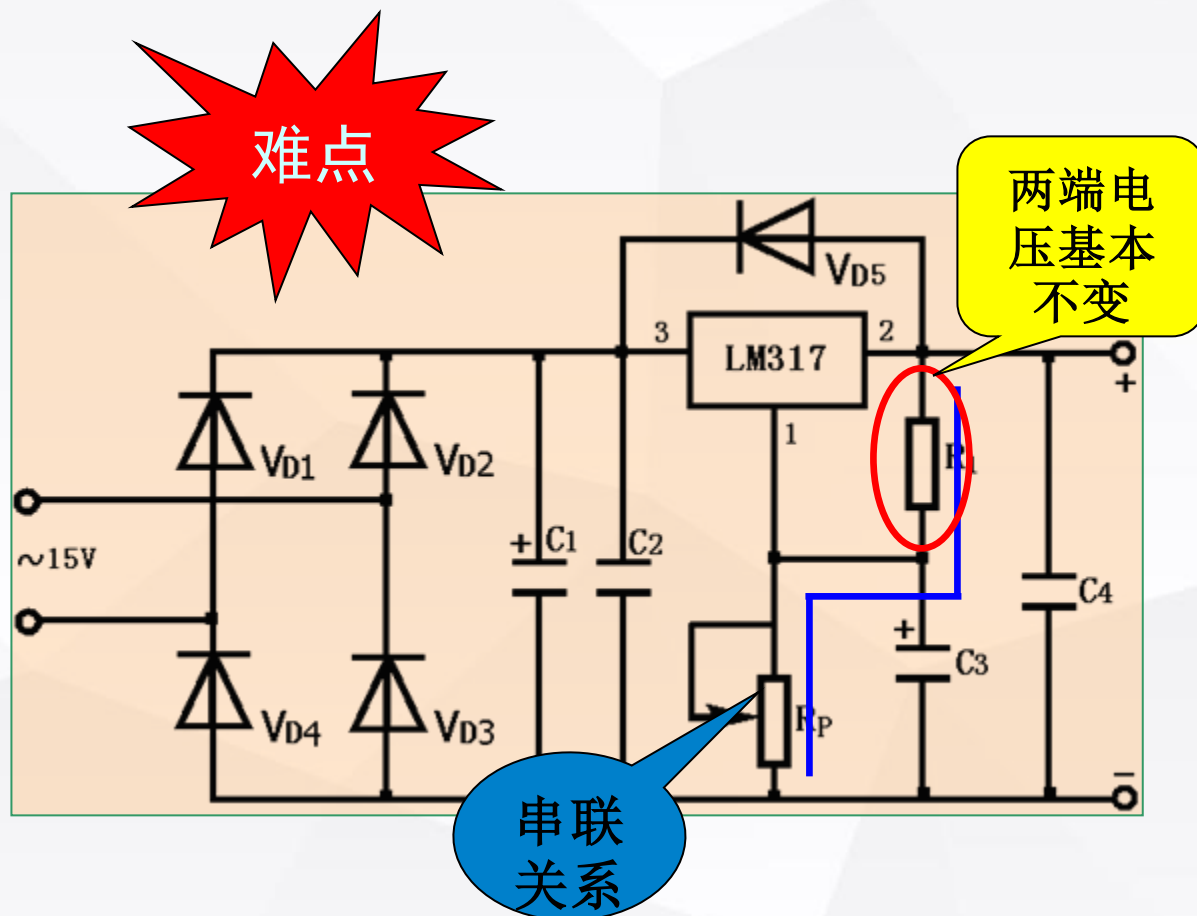 难点
两端电
压基本
不变
VD5
3
LM317
2
+
1
VD1
VD2
R1
～15V
+
C1
C2
C4
+
C3
VD4
VD3
RP
−
串联
关系